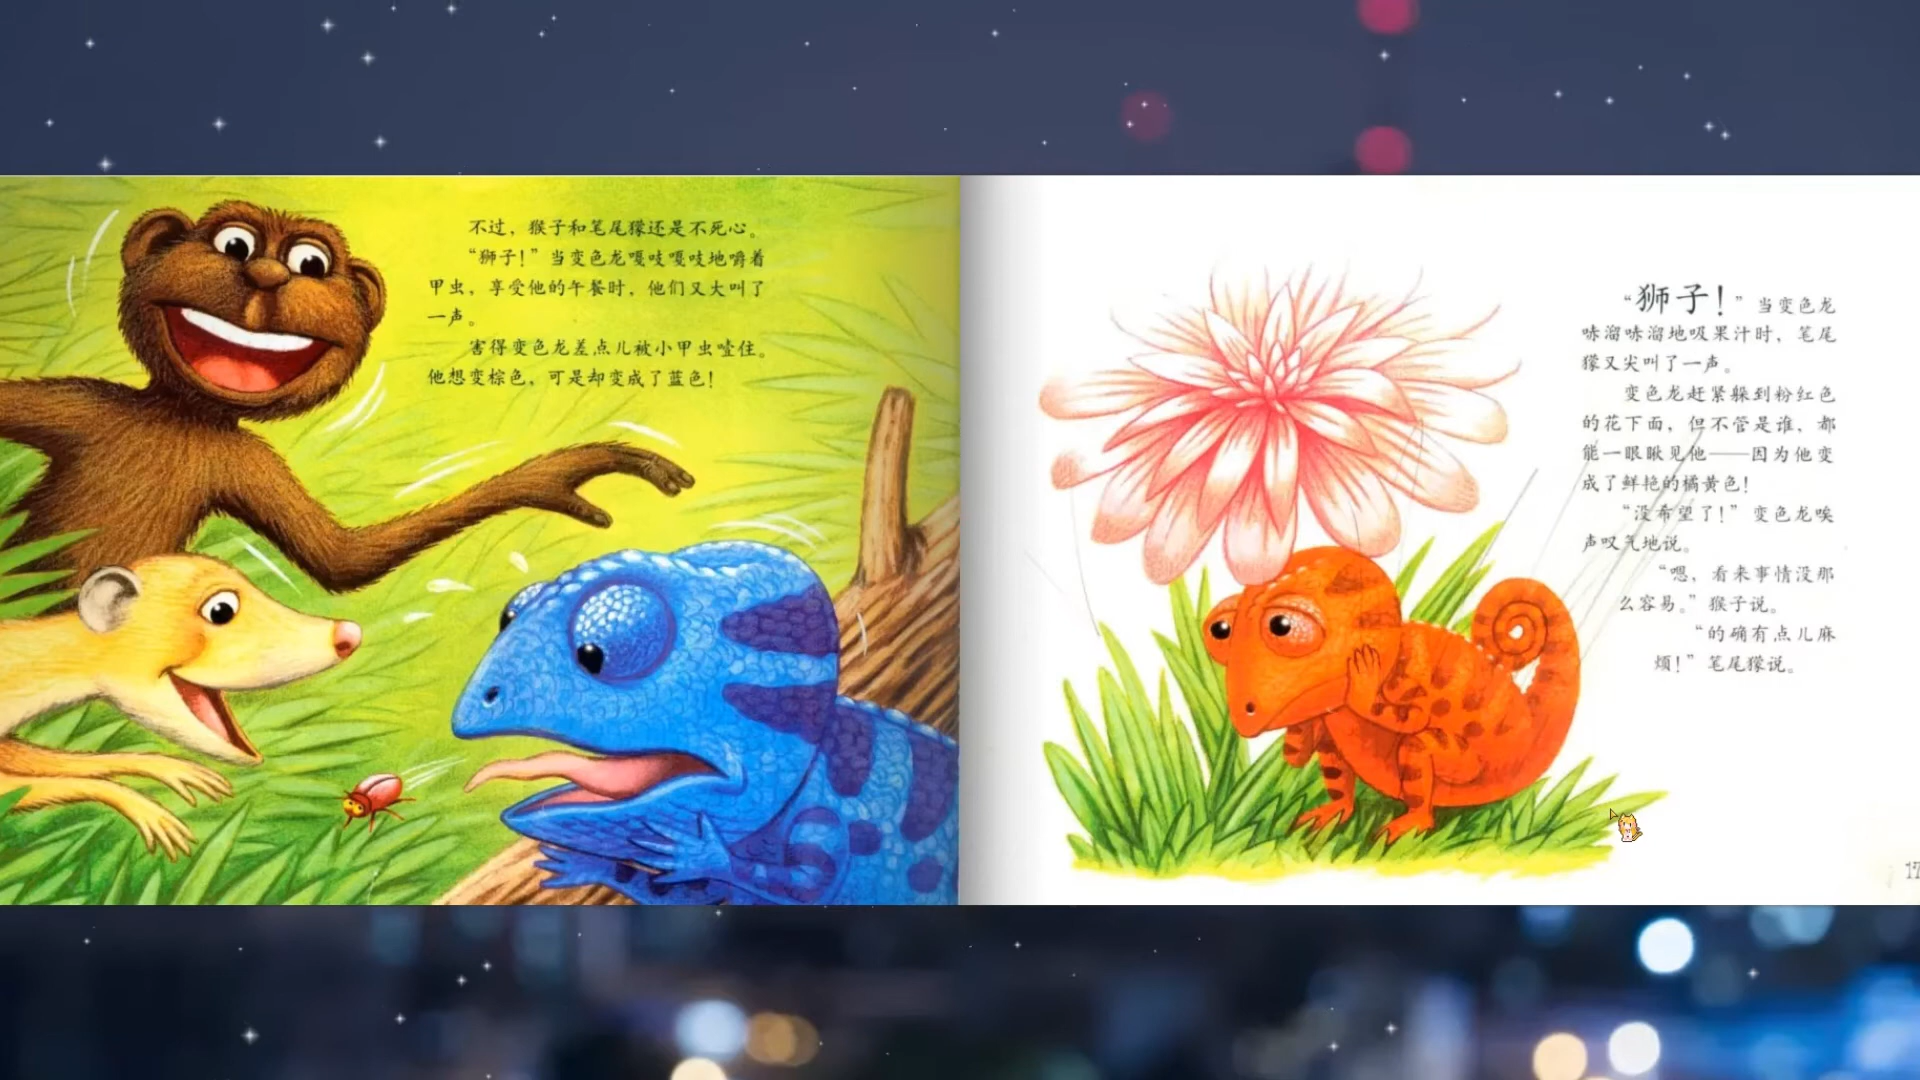 不过，猴子和笔尾獴还是不死心。
“狮子！”当变色龙嘎吱嘎吱地嚼着
甲虫，享受他的午餐时，他们又大叫了
一声。
害得变色龙差点儿被小甲虫噎住。
他想变棕色，可是却变成了蓝色！
“狮子！”当变色龙
哧溜哧溜地吸果汁时，笔尾
獴又尖叫了一声。
变色龙赶紧躲到粉红色
的花下面，但不管是谁，都
能一眼瞅见他——因为他变
成了鲜艳的橘黄色！
“没希望了！”变色龙唉
声叹气地说。
“嗯，看来事情没那
么容易。”猴子说。
“的确有点儿麻
烦！”笔尾獴说。
17